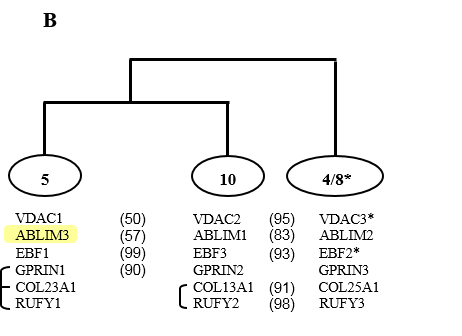 B
5 10 4/8*
VDAC1 (50) VDAC2 (95) VDAC3*
ABLIM3 (57) ABLIM1 (83) ABLIM2
EBF1 (99) EBF3 (93) EBF2*
GPRIN1 (90) GPRIN2 GPRIN3
COL23A1 COL13A1 (91) COL25A1
RUFY1 RUFY2 (98) RUFY3